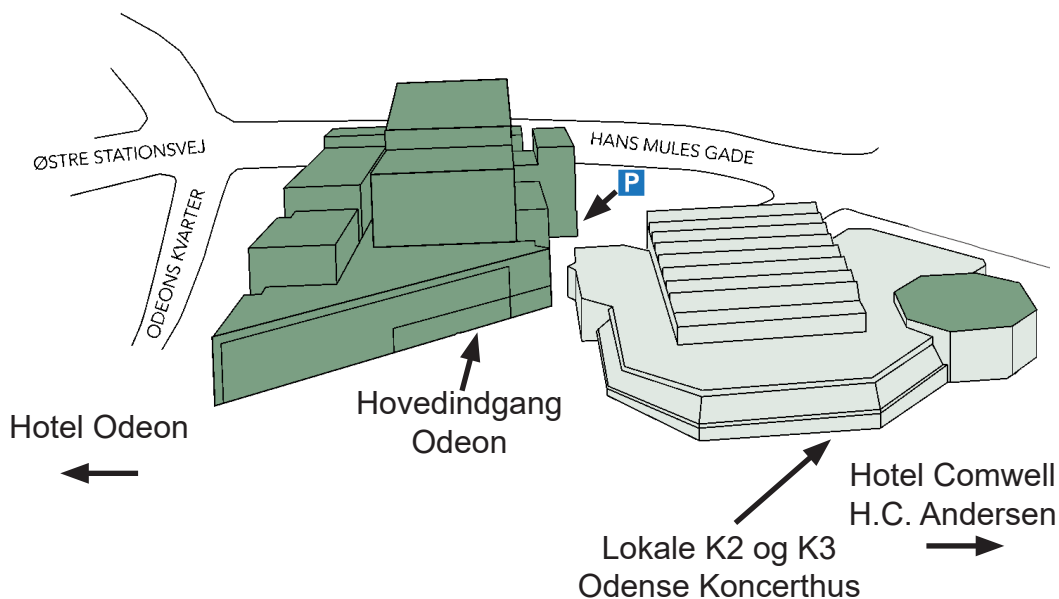 HANS MULES GADE
ØSTRE STATIONSVEJ
P
ODEONS KVARTER
Hovedindgang
Odeon
Hotel Odeon
Hotel Comwell
H.C. Andersen
Lokale K2 og K3
Odense Koncerthus